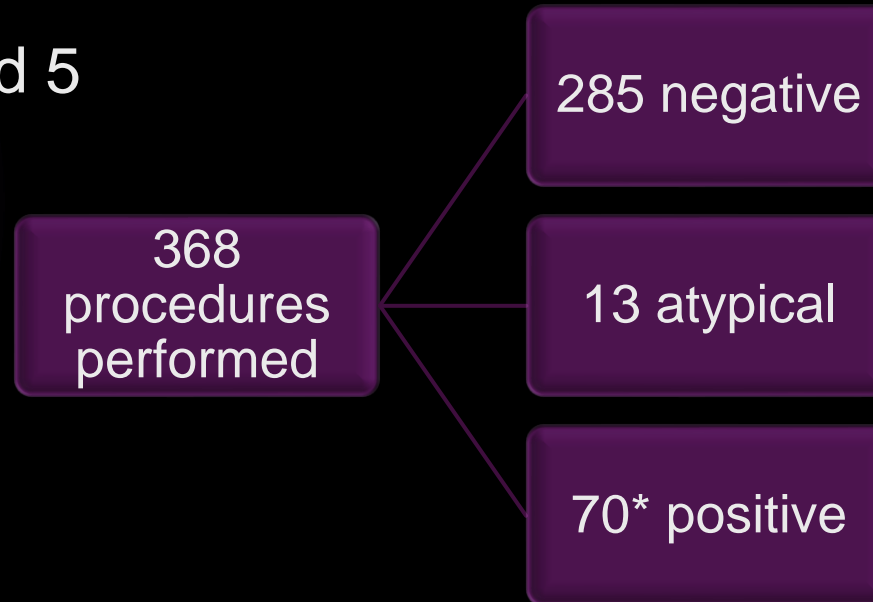 d 5
285 negative
368
procedures
performed
13 atypical
70* positive